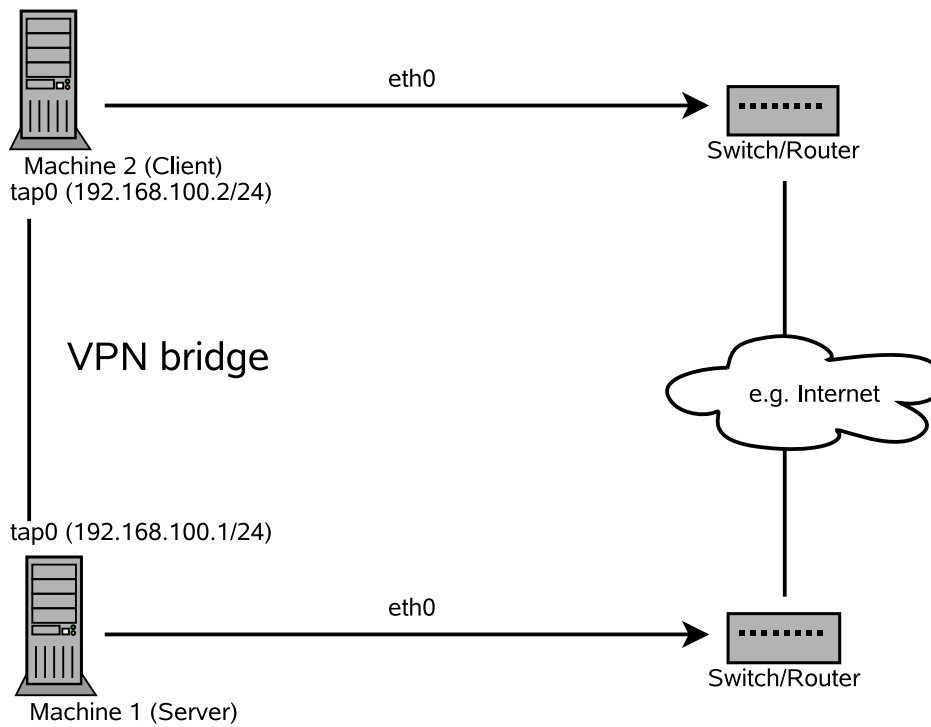 eth0
Machine 2 (Client)
tap0 (192.168.100.2/24)
Switch/Router
VPN bridge
e.g. Internet
tap0 (192.168.100.1/24)
eth0
Machine 1 (Server)
Switch/Router